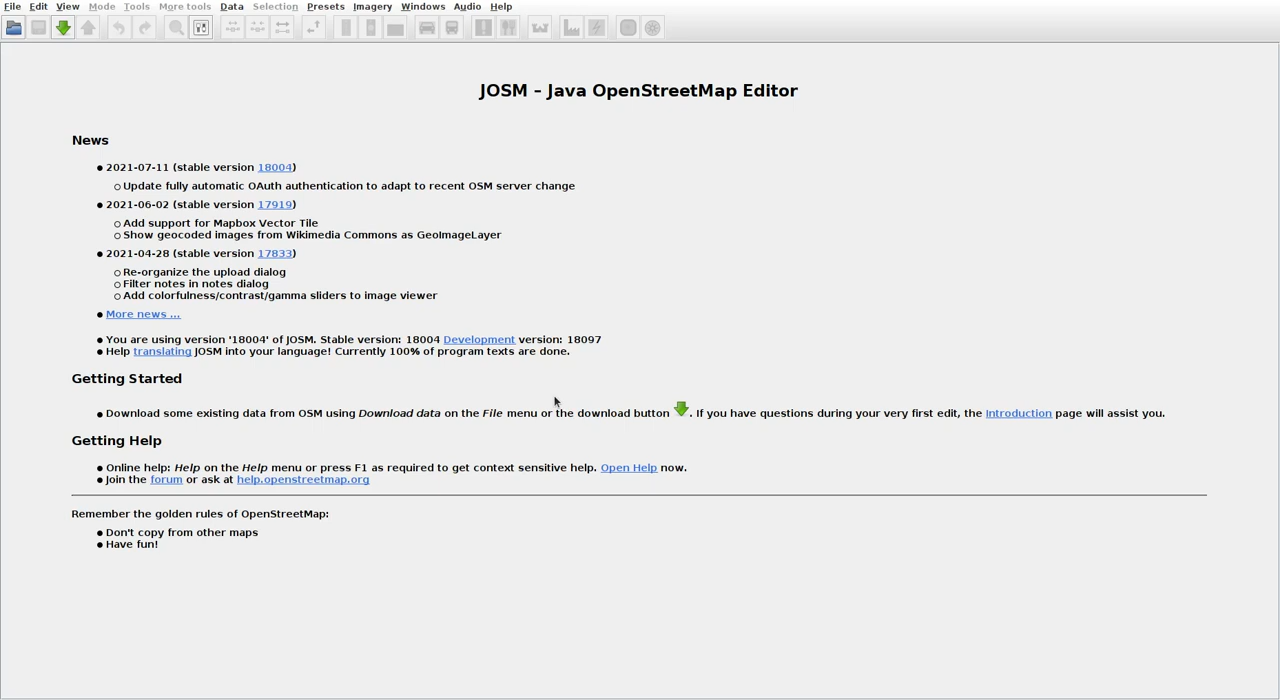 File Edit View Mode Tools More tools Data Selection Presets Imagery Windows Audio Help
JOSM – Java OpenStreetMap Editor
News
2021-07-11 (stable version 18004)
Update fully automatic OAuth authentication to adapt to recent OSM server change
2021-06-02 (stable version 17919)
Add support for Mapbox Vector Tile
Show geocoded images from Wikimedia Commons as GeoImageLayer
2021-04-28 (stable version 17833)
Re-organize the upload dialog
Filter notes in notes dialog
Add colorfulness/contrast/gamma sliders to image viewer
More news ...
You are using version '18004' of JOSM. Stable version: 18004 Development version: 18097
Help translating JOSM into your language! Currently 100% of program texts are done.
Getting Started
Download some existing data from OSM using Download data on the File menu or the download button . If you have questions during your very first edit, the Introduction page will assist you.
Getting Help
Online help: Help on the Help menu or press F1 as required to get context sensitive help. Open Help now.
Join the forum or ask at help.openstreetmap.org
Remember the golden rules of OpenStreetMap:
Don't copy from other maps
Have fun!